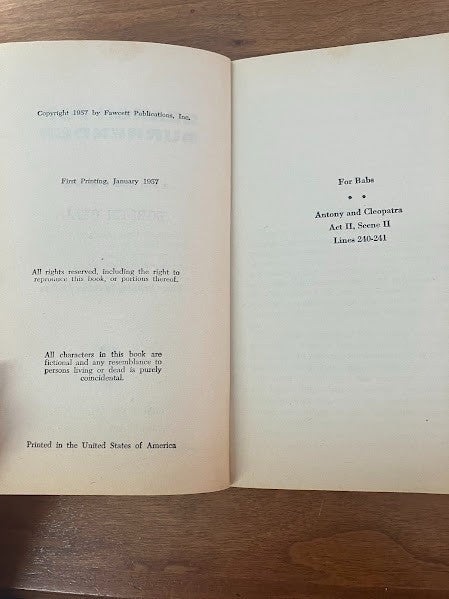 Copyright 1957 by Fawcett Publications, Inc.
First Printing, January 1957
All rights reserved, including the right to
reproduce this book, or portions thereof.
All characters in this book are
fictional and any resemblance to
persons living or dead is purely
coincidental.
Printed in the United States of America
For Babs
• •
Antony and Cleopatra
Act II, Scene II
Lines 240-241